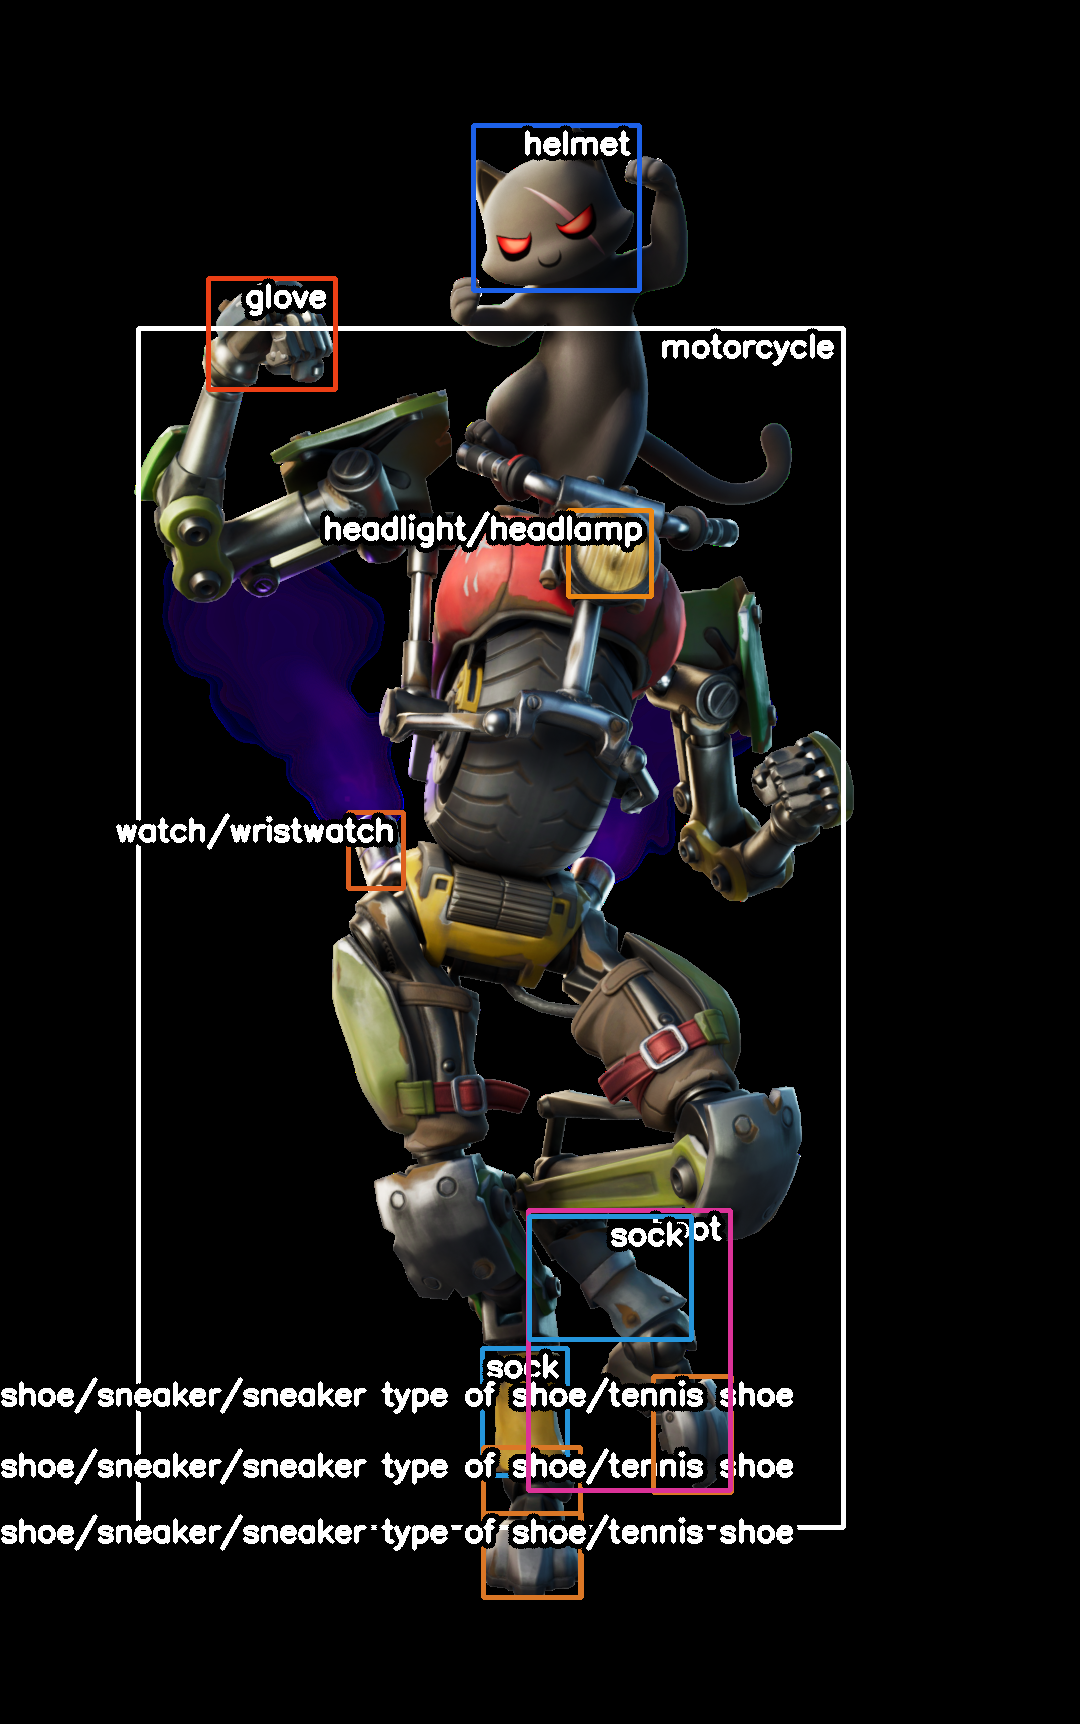 helmet
glove
motorcycle
headlight/headlamp
watch/wristwatch
sock
sock
shoe/sneaker/sneaker type of shoe/tennis shoe
shoe/sneaker/sneaker type of shoe/tennis shoe
shoe/sneaker/sneaker type of shoe/tennis shoe